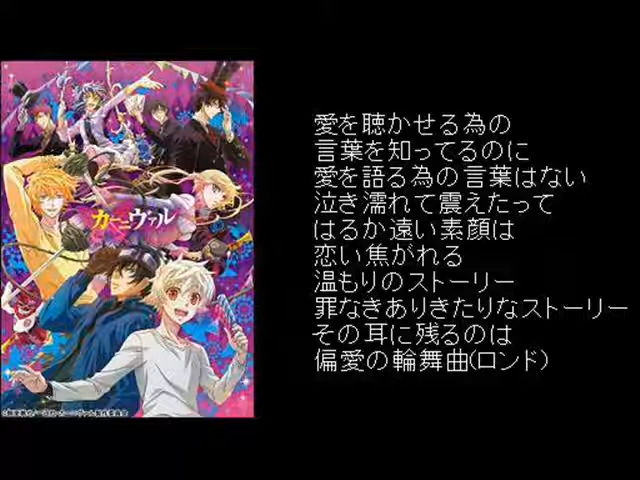 カーニヴァル
愛を聴かせる為の
言葉を知ってるのに
愛を語る為の言葉はない
泣き濡れて震えたって
はるか遠い素顔は
恋い焦がれる
温もりのストーリー
罪なきありきたりなストーリー
その耳に残るのは
偏愛の輪舞曲(ロンド)